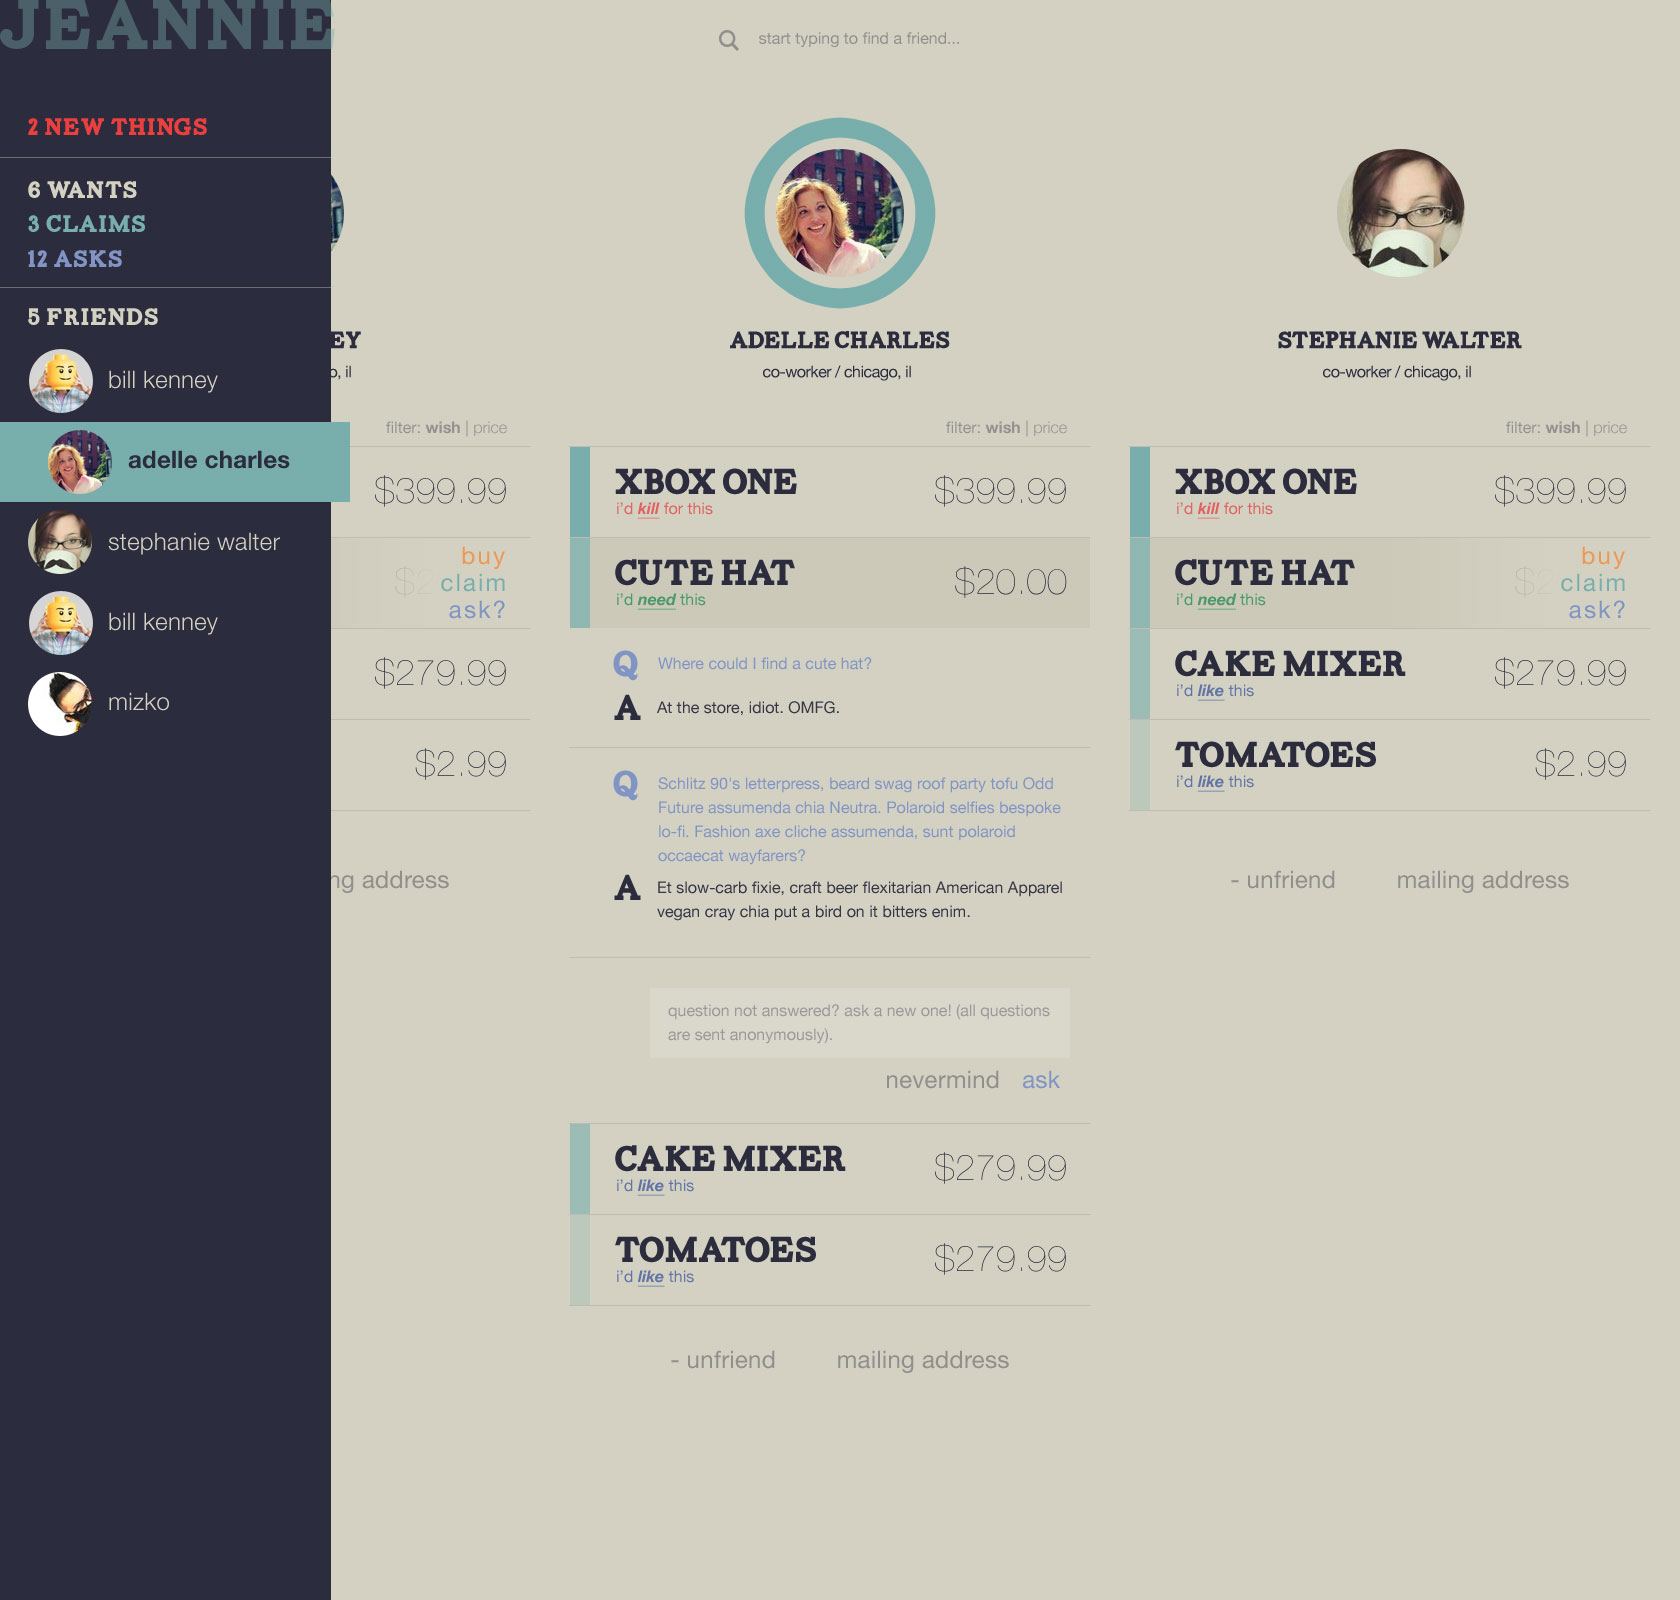 JEANNIE
2 NEW THINGS
6 WANTS
3 CLAIMS
12 ASKS
5 FRIENDS
bill kenney
adelle charles
stephanie walter
bill kenney
mizko
start typing to find a friend...
EY
, il
filter: wish | price
$399.99
$2
buy
claim
ask?
$279.99
$2.99
ng address
ADELLE CHARLES
co-worker / chicago, il
filter: wish | price
XBOX ONE
i'd kill for this
$399.99
CUTE HAT
i'd need this
$20.00
Q Where could I find a cute hat?
A At the store, idiot. OMFG.
Q Schlitz 90's letterpress, beard swag roof party tofu Odd
Future assumenda chia Neutra. Polaroid selfies bespoke
lo-fi. Fashion axe cliche assumenda, sunt polaroid
occaecat wayfarers?
A Et slow-carb fixie, craft beer flexitarian American Apparel
vegan cray chia put a bird on it bitters enim.
question not answered? ask a new one! (all questions
are sent anonymously).
nevermind ask
CAKE MIXER
i'd like this
$279.99
TOMATOES
i'd like this
$279.99
- unfriend mailing address
STEPHANIE WALTER
co-worker / chicago, il
filter: wish | price
XBOX ONE
i'd kill for this
$399.99
CUTE HAT
i'd need this
$2
buy
claim
ask?
CAKE MIXER
i'd like this
$279.99
TOMATOES
i'd like this
$2.99
- unfriend mailing address